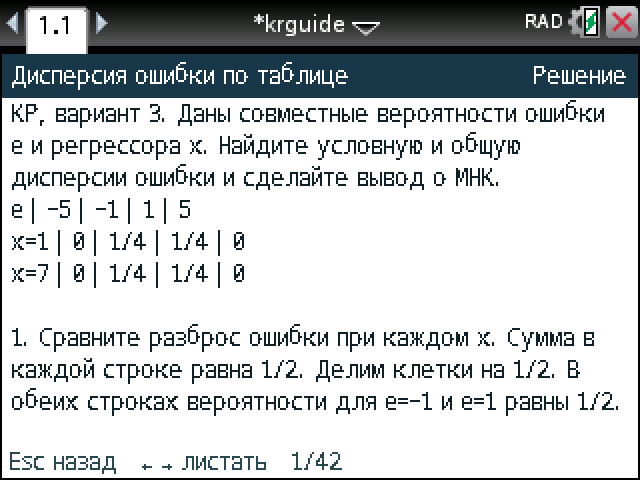 1.1
*krguide
RAD
Дисперсия ошибки по таблице Решение
КР, вариант 3. Даны совместные вероятности ошибки
e и регрессора x. Найдите условную и общую
дисперсии ошибки и сделайте вывод о МНК.
e | -5 | -1 | 1 | 5
x=1 | 0 | 1/4 | 1/4 | 0
x=7 | 0 | 1/4 | 1/4 | 0
1. Сравните разброс ошибки при каждом x. Сумма в
каждой строке равна 1/2. Делим клетки на 1/2. В
обеих строках вероятности для e=-1 и e=1 равны 1/2.
Esc назад ← → листать 1/42